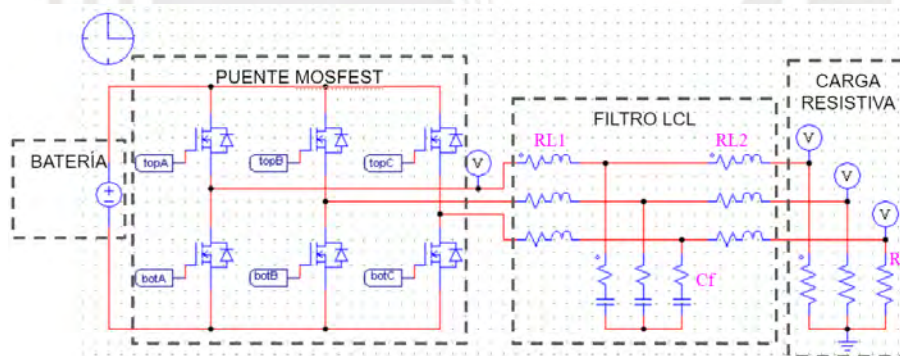 PUENTE MOSFEST
CARGA
RESISTIVA
FILTRO LCL
BATERÍA
topA
topB
topC
V
RL1
RL2
V
V
V
botA
botB
botC
Cf
R